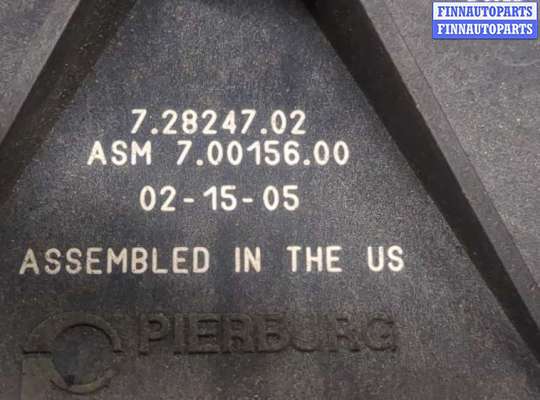 FINNAUTOPARTS
FINNAUTOPARTS
7.28247.02
ASM 7.00156.00
02-15-05
ASSEMBLED IN THE US
PIERBURG